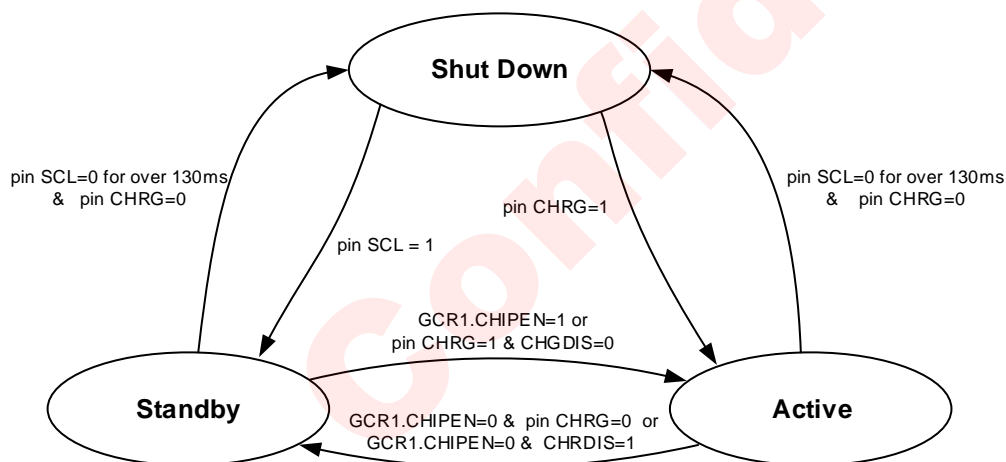 Shut Down
pin SCL=0 for over 130ms
& pin CHRG=0
pin SCL=0 for over 130ms
& pin CHRG=0
pin CHRG=1
pin SCL = 1
GCR1.CHIPEN=1 or
pin CHRG=1 & CHGDIS=0
Standby
Active
GCR1.CHIPEN=0 & pin CHRG=0 or
GCR1.CHIPEN=0 & CHRDIS=1
Confid